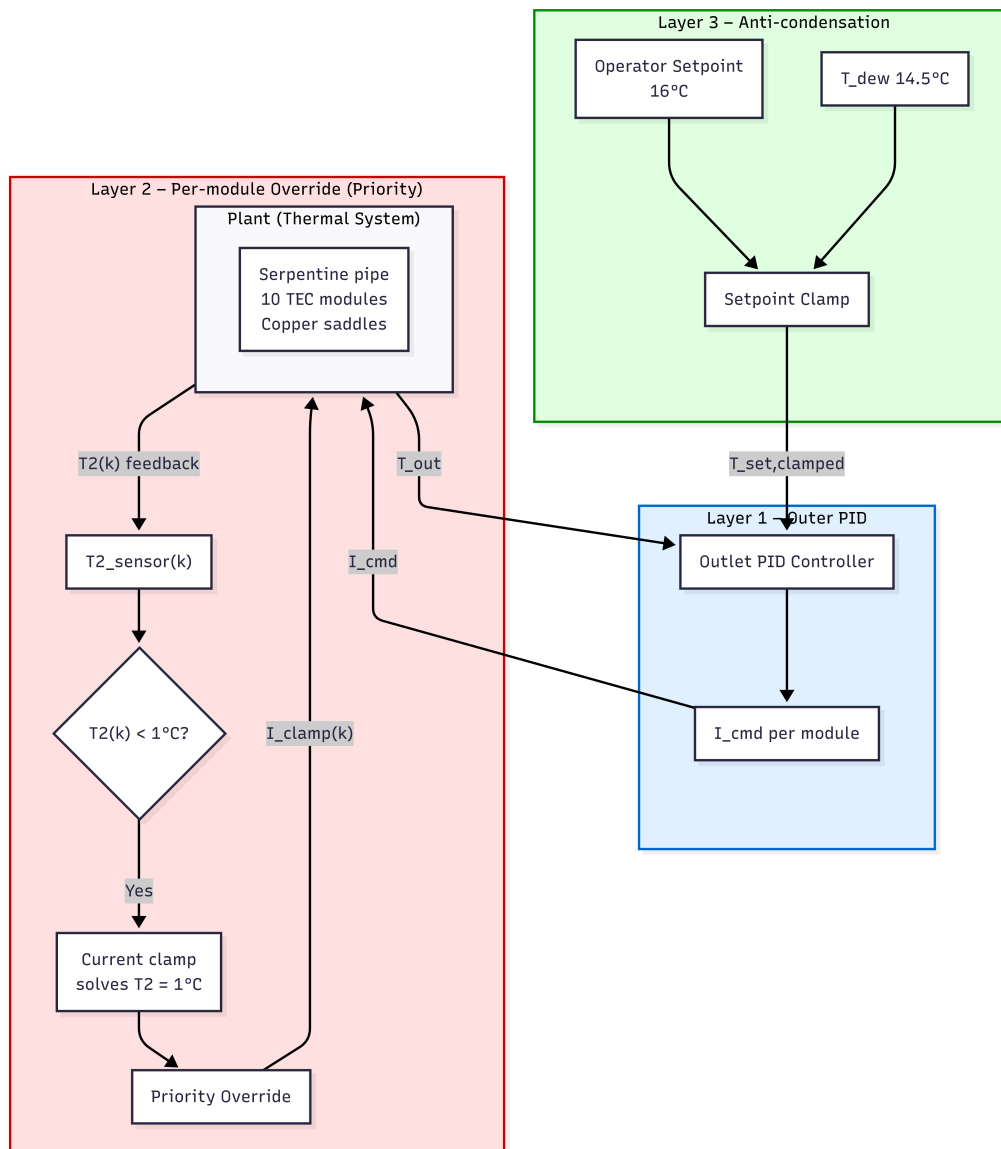 Layer 3 – Anti-condensation
Operator Setpoint
16°C
T_dew 14.5°C
Setpoint Clamp
T_set,clamped
Layer 2 – Per-module Override (Priority)
Plant (Thermal System)
Serpentine pipe
10 TEC modules
Copper saddles
T2(k) feedback
T_out
I_cmd
T2_sensor(k)
T2(k) < 1°C?
I_clamp(k)
Yes
Current clamp
solves T2 = 1°C
Priority Override
Layer 1 – Outer PID
Outlet PID Controller
I_cmd per module